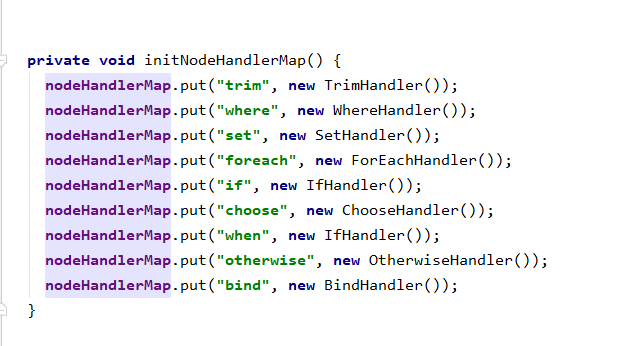 private void initNodeHandlerMap() {
nodeHandlerMap.put("trim", new TrimHandler());
nodeHandlerMap.put("where", new WhereHandler());
nodeHandlerMap.put("set", new SetHandler());
nodeHandlerMap.put("foreach", new ForEachHandler());
nodeHandlerMap.put("if", new IfHandler());
nodeHandlerMap.put("choose", new ChooseHandler());
nodeHandlerMap.put("when", new IfHandler());
nodeHandlerMap.put("otherwise", new OtherwiseHandler());
nodeHandlerMap.put("bind", new BindHandler());
}